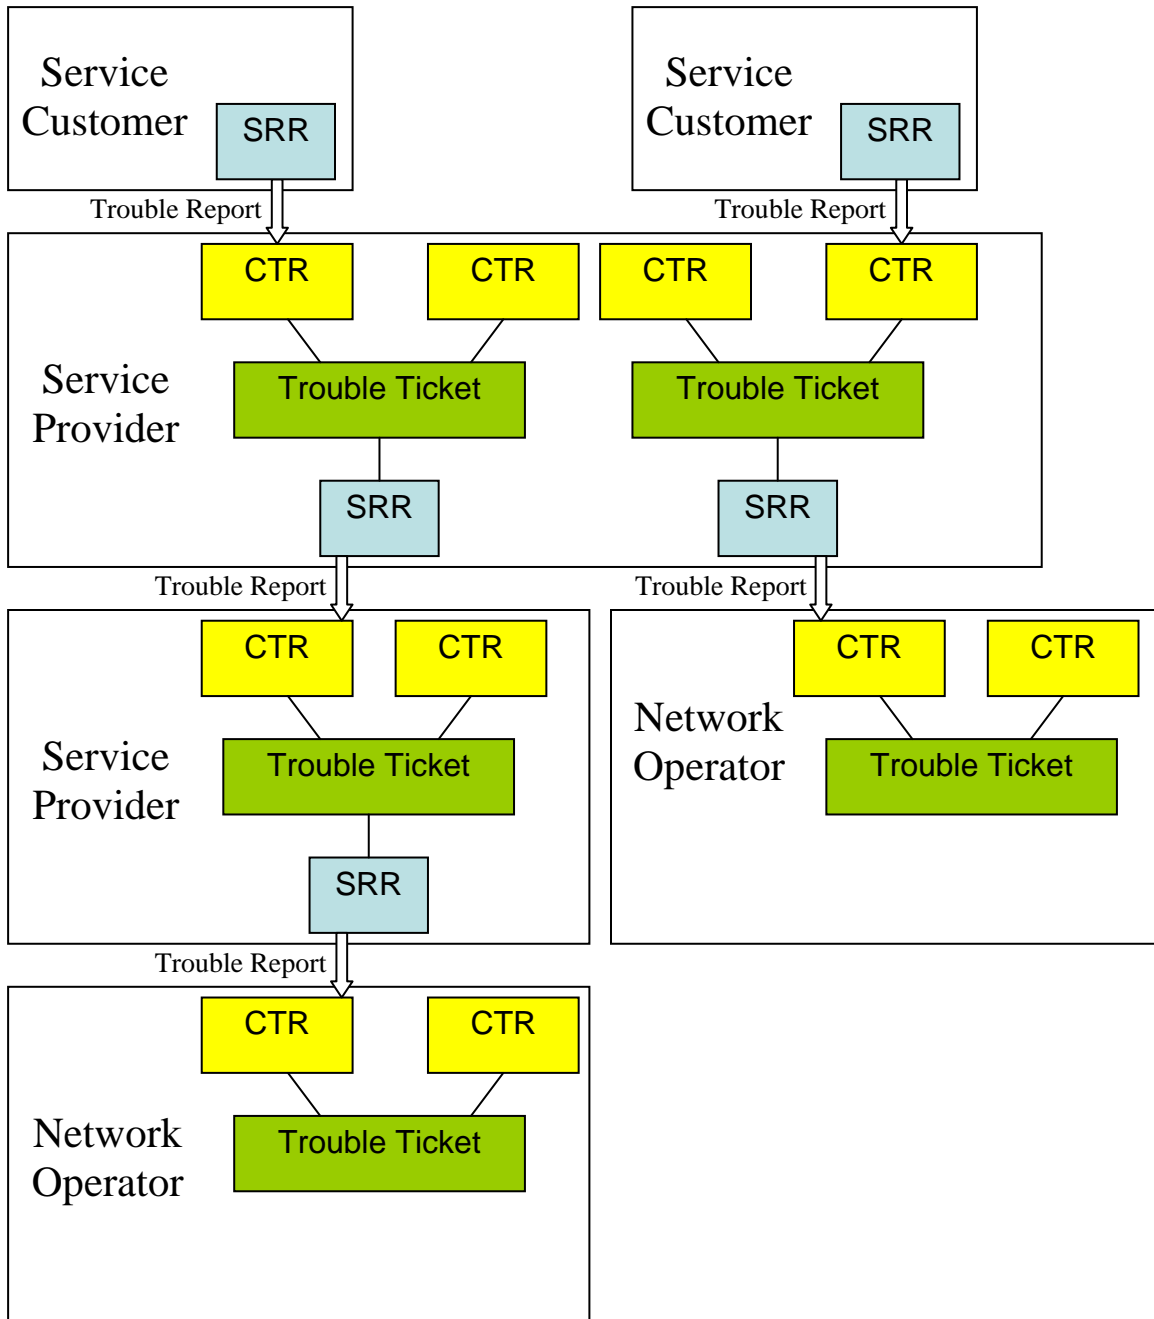 Service
Customer
SRR
Service
Customer
SRR
Trouble Report
Trouble Report
CTR
CTR
CTR
CTR
Service
Provider
Trouble Ticket
Trouble Ticket
SRR
SRR
Trouble Report
Trouble Report
CTR
CTR
Service
Provider
Trouble Ticket
SRR
CTR
CTR
Network
Operator
Trouble Ticket
Trouble Report
CTR
CTR
Network
Operator
Trouble Ticket